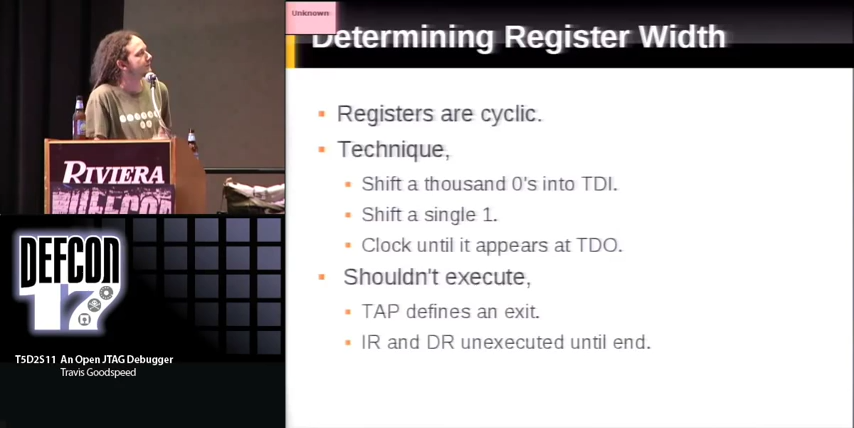 Unknown
Determining Register Width
Registers are cyclic.
Technique,
Shift a thousand 0's into TDI.
Shift a single 1.
Clock until it appears at TDO.
Shouldn't execute,
TAP defines an exit.
IR and DR unexecuted until end.
RIVIERA
DEFCON
DEFCON
17
T5D2S11 An Open JTAG Debugger
Travis Goodspeed